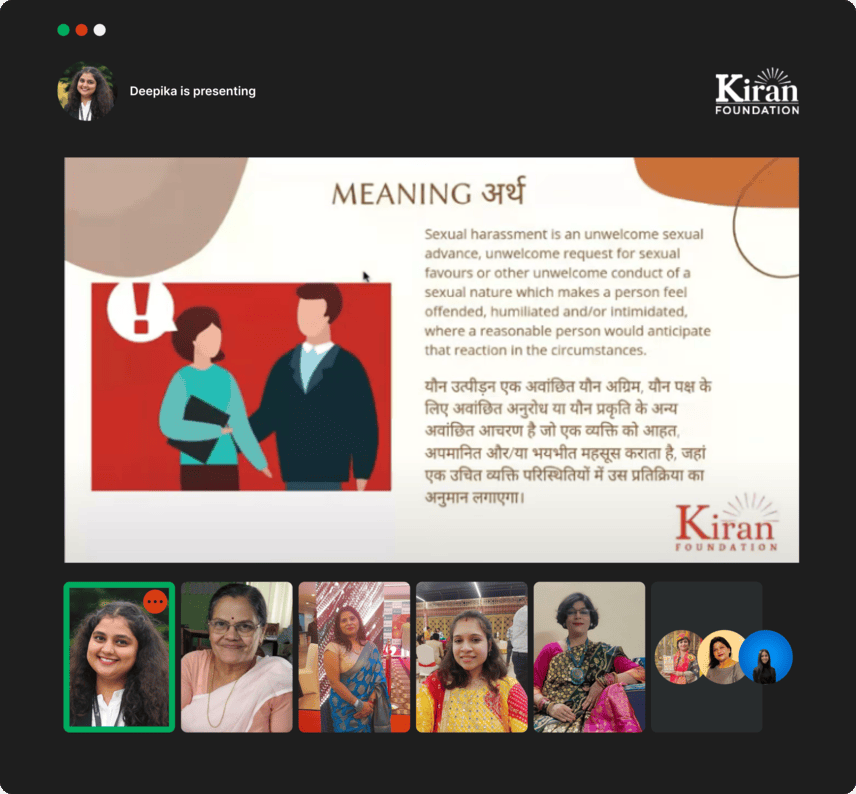 Deepika is presenting
Kiran
FOUNDATION
MEANING अर्थ
Sexual harassment is an unwelcome sexual
advance, unwelcome request for sexual
favours or other unwelcome conduct of a
sexual nature which makes a person feel
offended, humiliated and/or intimidated,
where a reasonable person would anticipate
that reaction in the circumstances.
यौन उत्पीड़न एक अवांछित यौन अग्रिम, यौन पक्ष के
लिए अवांछित अनुरोध या यौन प्रकृति के अन्य
अवांछित आचरण है जो एक व्यक्ति को आहत,
अपमानित और/या भयभीत महसूस कराता है, जहां
एक उचित व्यक्ति परिस्थितियों में उस प्रतिक्रिया का
अनुमान लगाएगा।
!
Kiran
FOUNDATION